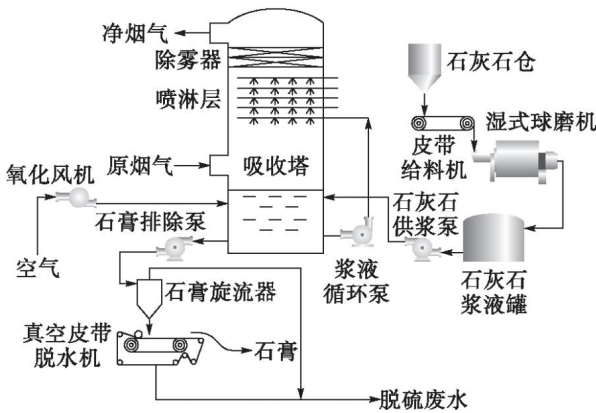 净烟气
除雾器
喷淋层
原烟气
吸收塔
氧化风机
空气
石膏排除泵
石膏旋流器
真空皮带
脱水机
石膏
脱硫废水
浆液
循环泵
石灰石
供浆泵
石灰石
浆液罐
石灰石仓
皮带
给料机
湿式球磨机